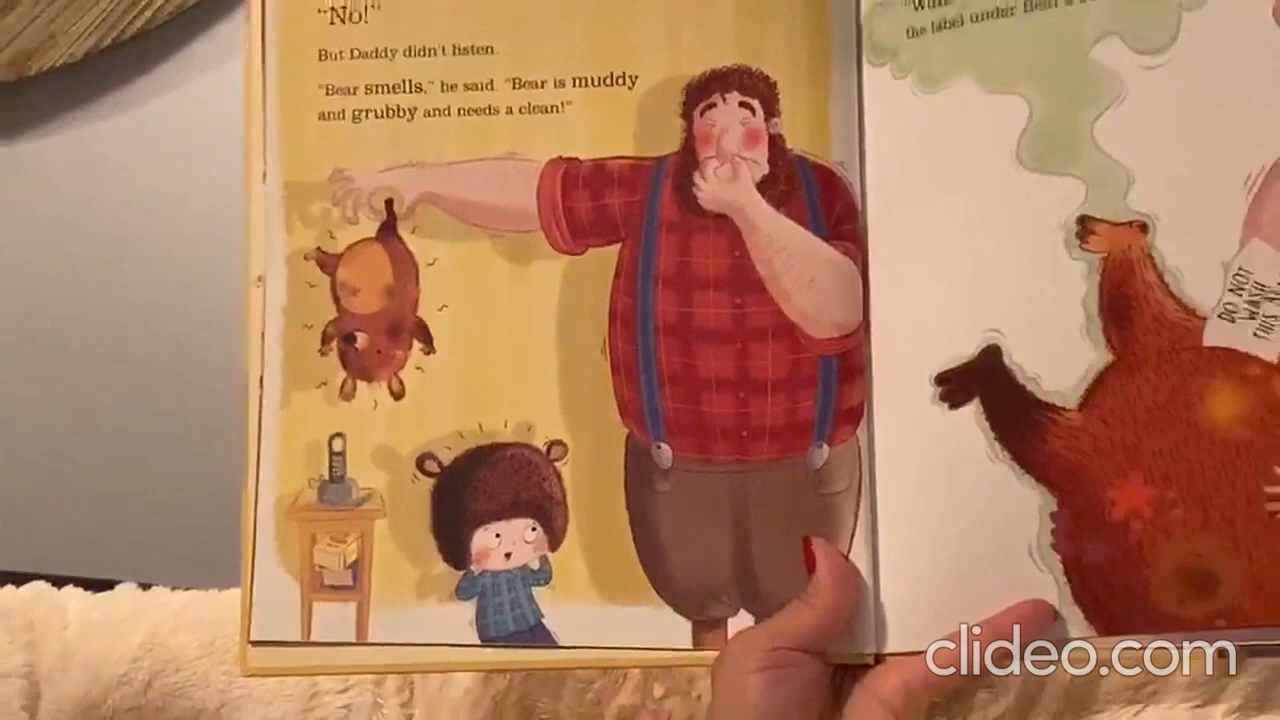 "No!"
But Daddy didn't listen.
"Bear smells," he said. "Bear is muddy
and grubby and needs a clean!"
the label under Bear's
DO NOT
WASH
THIS
clideo.com